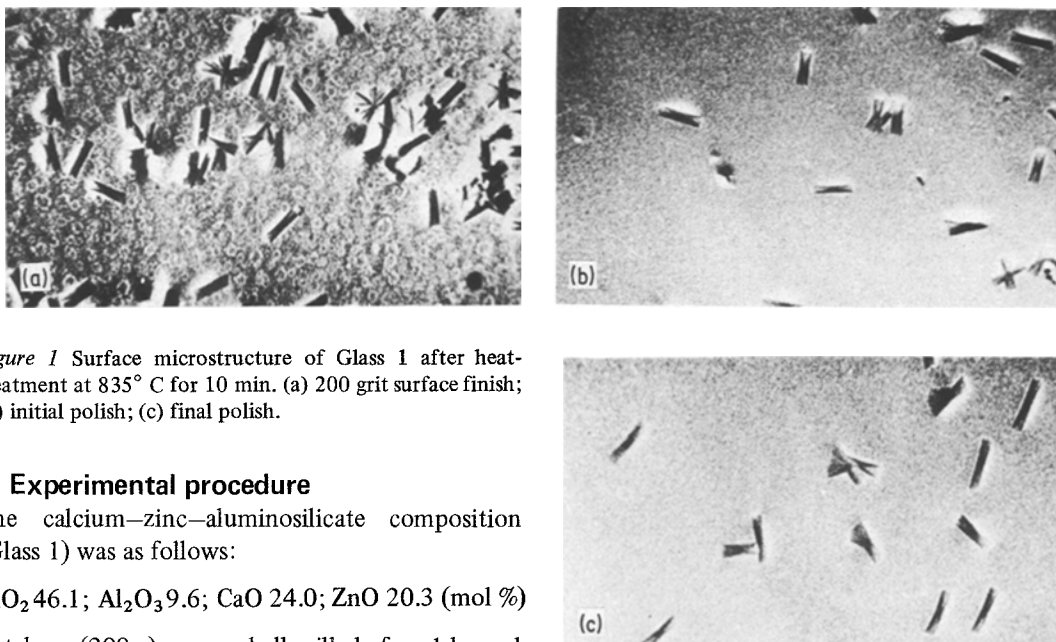 (a)
(b)
gure 1 Surface microstructure of Glass 1 after heat-
eatment at 835° C for 10 min. (a) 200 grit surface finish;
) initial polish; (c) final polish.
Experimental procedure
ne calcium–zinc–aluminosilicate composition
Glass 1) was as follows:
O₂ 46.1; Al₂O₃ 9.6; CaO 24.0; ZnO 20.3 (mol %)
(c)